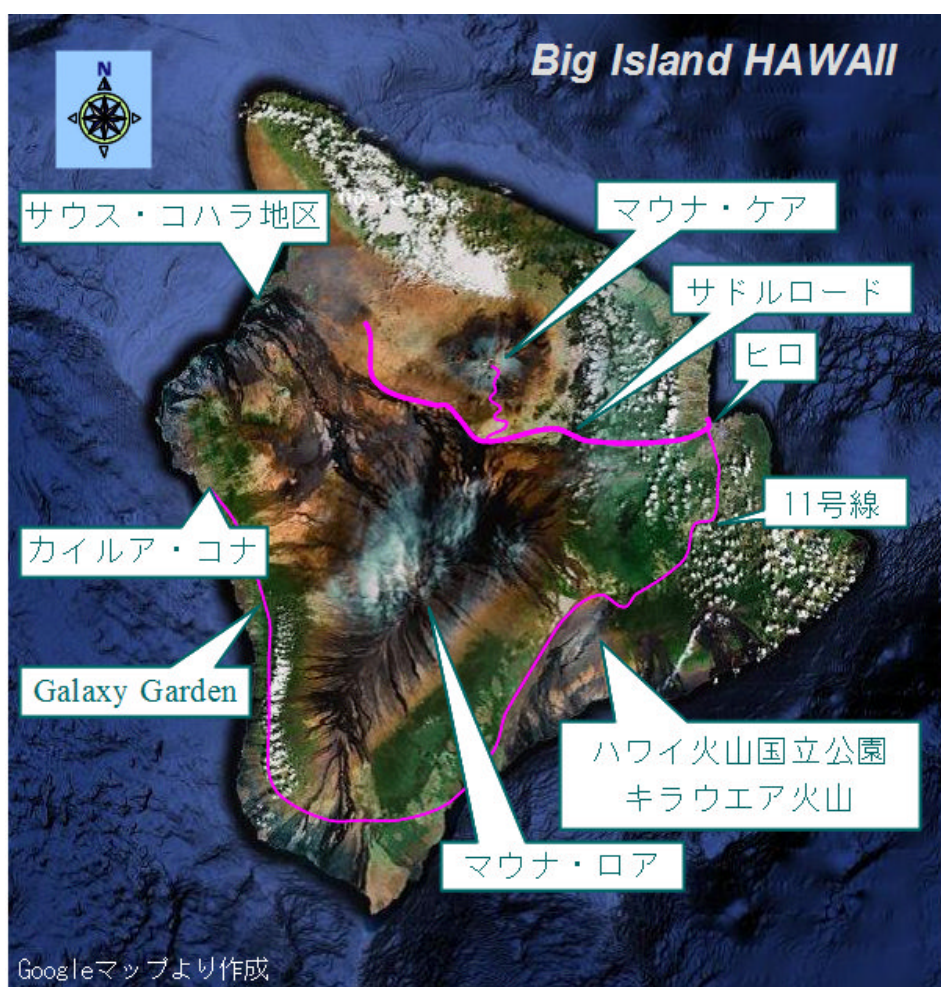 Big Island HAWAII
N
サウス・コハラ地区
マウナ・ケア
サドルロード
ヒロ
11号線
カイルア・コナ
Galaxy Garden
ハワイ火山国立公園
キラウエア火山
マウナ・ロア
Googleマップより作成